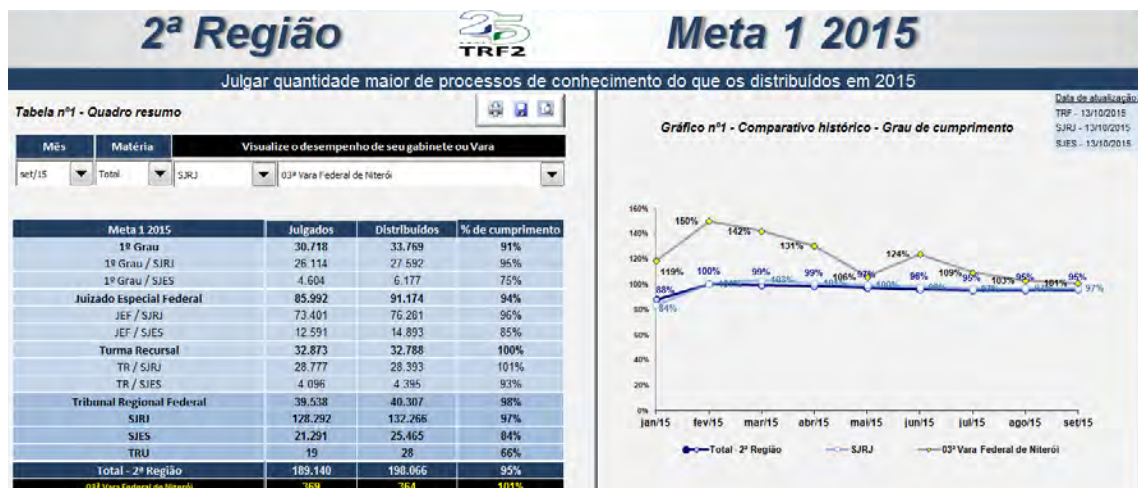 2ª Região
25
TRF2
Meta 1 2015
Julgar quantidade maior de processos de conhecimento do que os distribuídos em 2015
Tabela nº1 - Quadro resumo
Mês Matéria Visualize o desempenho de seu gabinete ou Vara
set/15 Total SJRJ 03ª Vara Federal de Niterói
Meta 1 2015 Julgados Distribuídos % de cumprimento
1º Grau 30.718 33.769 91%
1º Grau / SJRJ 26.114 27.592 95%
1º Grau / SJES 4.604 6.177 75%
Juizado Especial Federal 85.992 91.174 94%
JEF / SJRJ 73.401 76.281 96%
JEF / SJES 12.591 14.893 85%
Turma Recursal 32.873 32.788 100%
TR / SJRJ 28.777 28.393 101%
TR / SJES 4.096 4.395 93%
Tribunal Regional Federal 39.538 40.307 98%
SJRJ 128.292 132.266 97%
SJES 21.291 25.465 84%
TRU 19 28 66%
Total - 2ª Região 189.140 198.066 95%
03ª Vara Federal de Niterói 369 364 101%
Data de atualização
TRF - 13/10/2015
SJRJ - 13/10/2015
SJES - 13/10/2015
Gráfico nº1 - Comparativo histórico - Grau de cumprimento
160%
140%
120%
100%
80%
60%
40%
20%
0%
119% 150% 142% 131% 106% 124% 109% 103% 101%
88% 100% 99% 99% 97% 96% 95% 95% 95%
84% 103% 100% 97% 97%
jan/15 fev/15 mar/15 abr/15 mai/15 jun/15 jul/15 ago/15 set/15
Total - 2ª Região SJRJ 03ª Vara Federal de Niterói